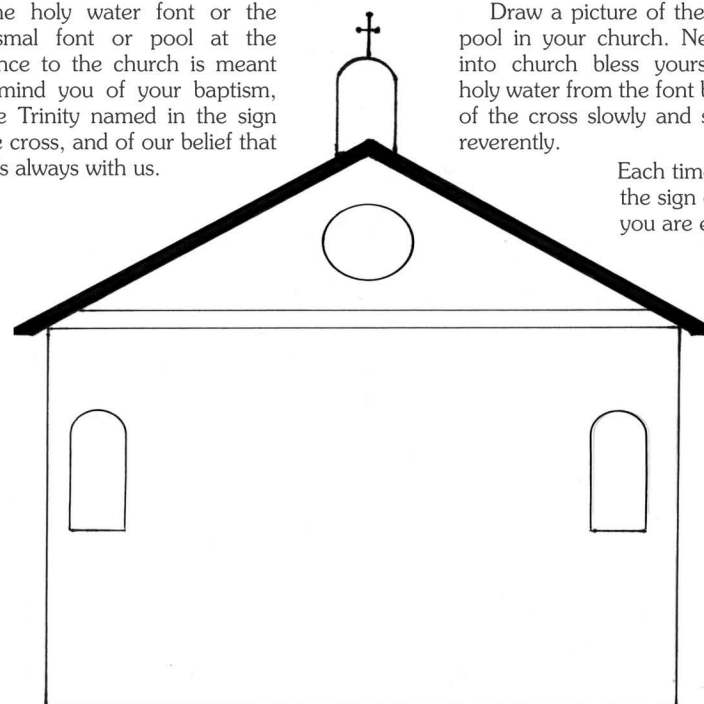 he holy water font or the
smal font or pool at the
nce to the church is meant
mind you of your baptism,
e Trinity named in the sign
e cross, and of our belief that
s always with us.
Draw a picture of the
pool in your church. Ne
into church bless yours
holy water from the font b
of the cross slowly and s
reverently.
Each time
the sign
you are e